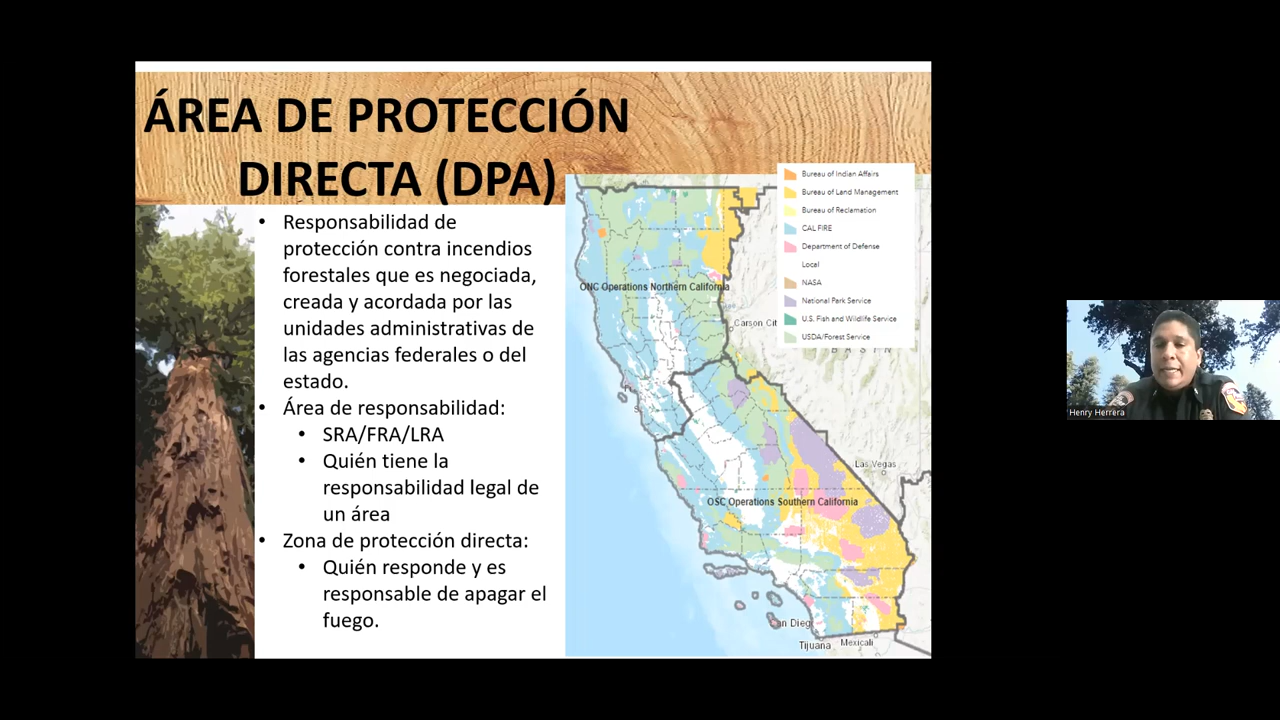 ÁREA DE PROTECCIÓN
DIRECTA (DPA)
• Responsabilidad de
protección contra incendios
forestales que es negociada,
creada y acordada por las
unidades administrativas de
las agencias federales o del
estado.
• Área de responsabilidad:
• SRA/FRA/LRA
• Quién tiene la
responsabilidad legal de
un área
• Zona de protección directa:
• Quién responde y es
responsable de apagar el
fuego.
Bureau of Indian Affairs
Bureau of Land Management
Bureau of Reclamation
CAL FIRE
Department of Defense
Local
NASA
National Park Service
U.S. Fish and Wildlife Service
USDA/Forest Service
ONC Operations Northern California
Carson Cit
BASIN
Las Vegas
OSC Operations Southern California
an Dieg
Tijuana
Mexicali
Henry Herrera